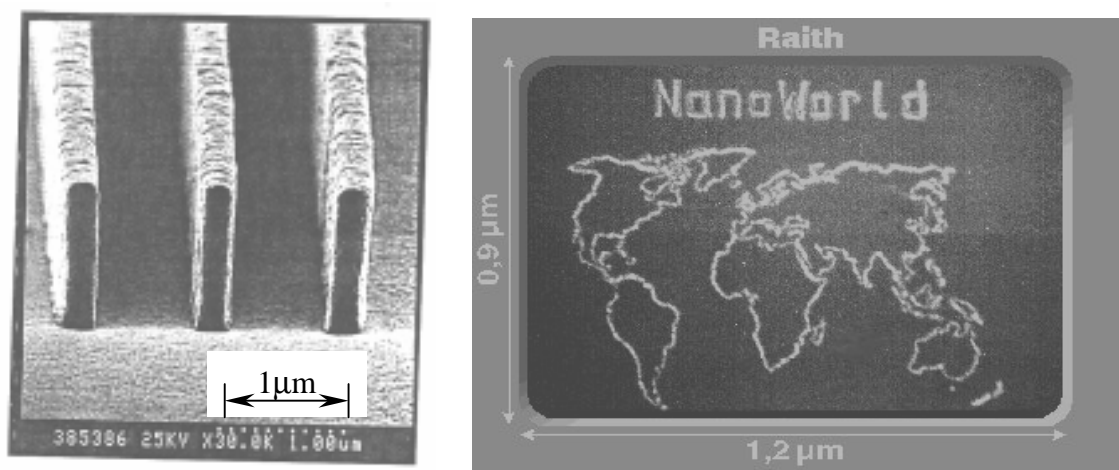 1μm
385386 25KV X30.0K 1.00um
Raith
NanoWorld
0,9 μm
1,2 μm